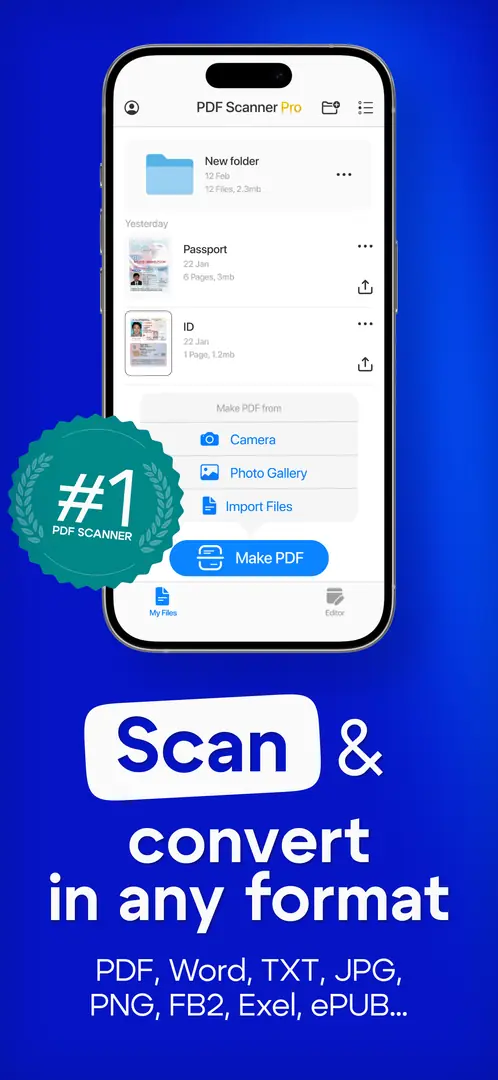 PDF Scanner Pro
New folder
12 Feb
12 Files, 2.3mb
Yesterday
Passport
22 Jan
6 Pages, 3mb
ID
22 Jan
1 Page, 1.2mb
Make PDF from
Camera
Photo Gallery
Import Files
#1
PDF SCANNER
Make PDF
My Files
Editor
Scan &
convert
in any format
PDF, Word, TXT, JPG,
PNG, FB2, Exel, ePUB...